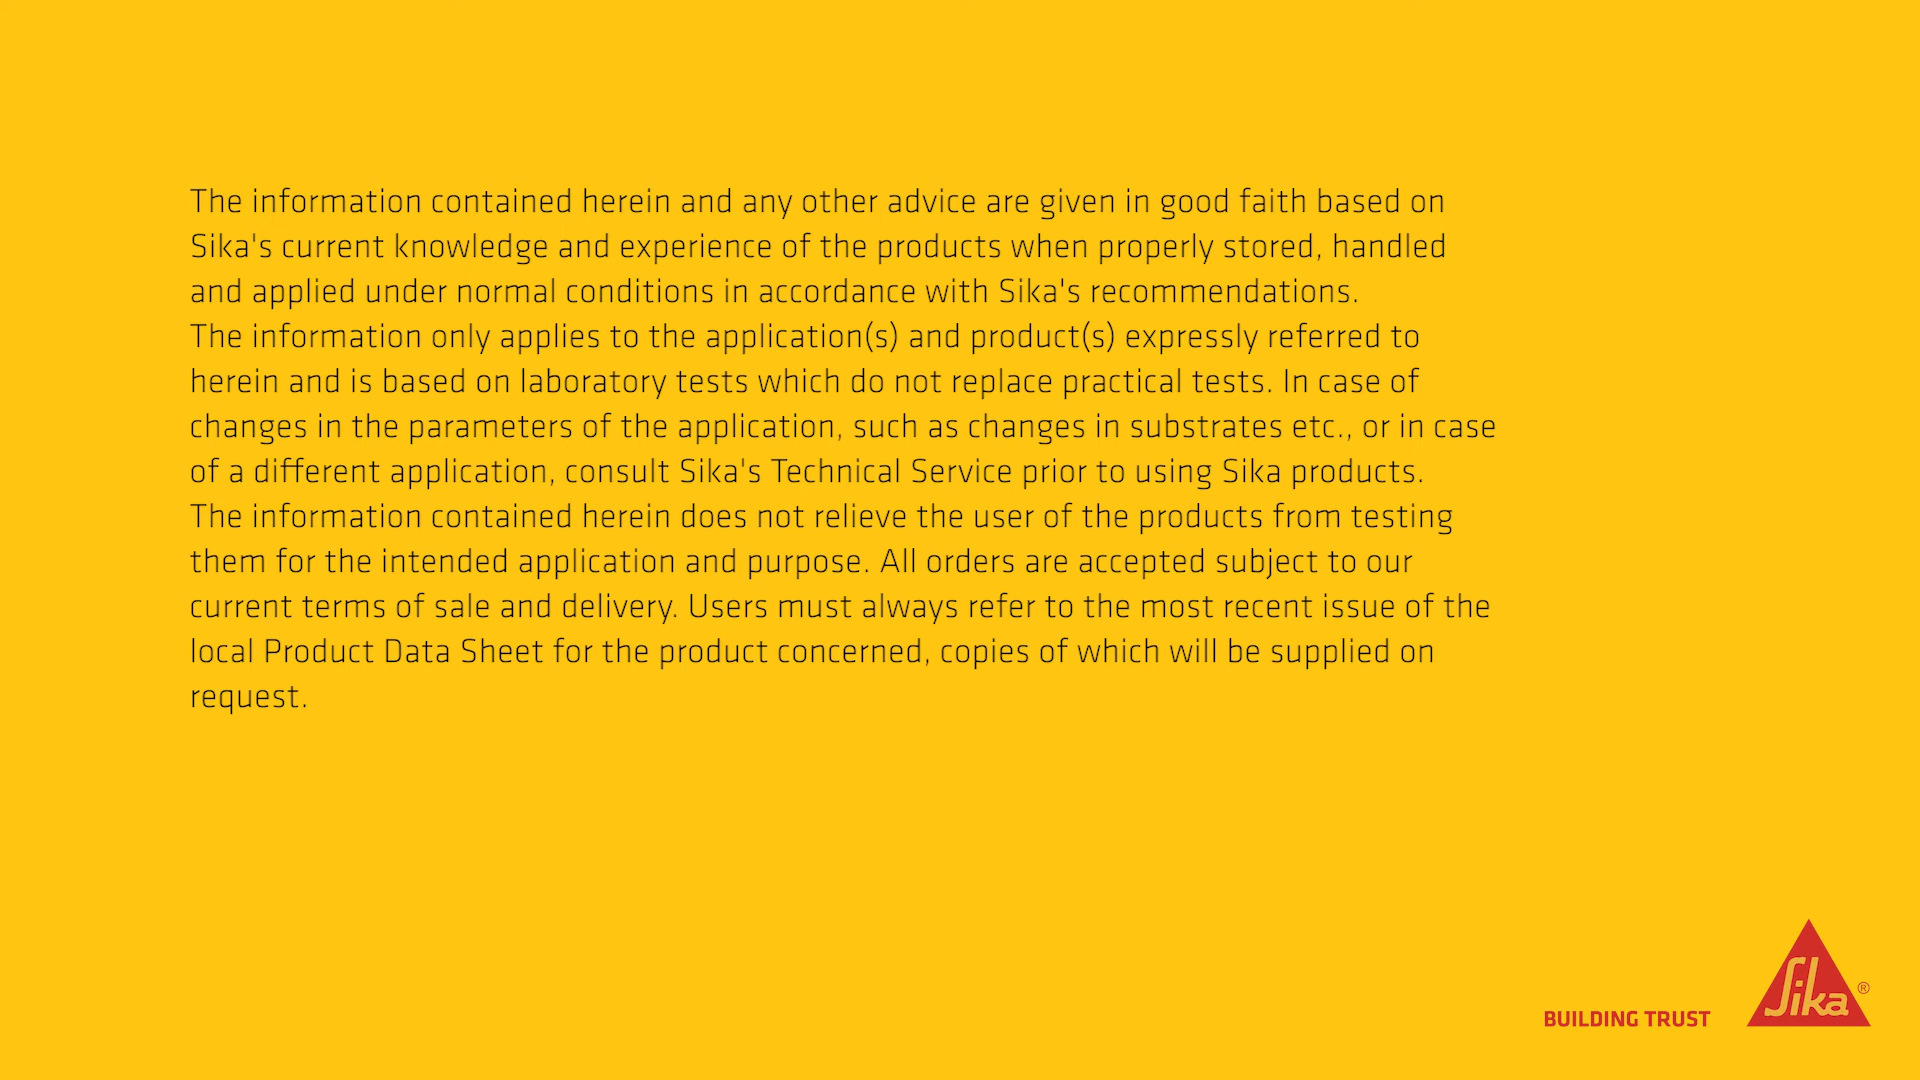 The information contained herein and any other advice are given in good faith based on
Sika's current knowledge and experience of the products when properly stored, handled
and applied under normal conditions in accordance with Sika's recommendations.
The information only applies to the application(s) and product(s) expressly referred to
herein and is based on laboratory tests which do not replace practical tests. In case of
changes in the parameters of the application, such as changes in substrates etc., or in case
of a different application, consult Sika's Technical Service prior to using Sika products.
The information contained herein does not relieve the user of the products from testing
them for the intended application and purpose. All orders are accepted subject to our
current terms of sale and delivery. Users must always refer to the most recent issue of the
local Product Data Sheet for the product concerned, copies of which will be supplied on
request.
BUILDING TRUST
Sika®